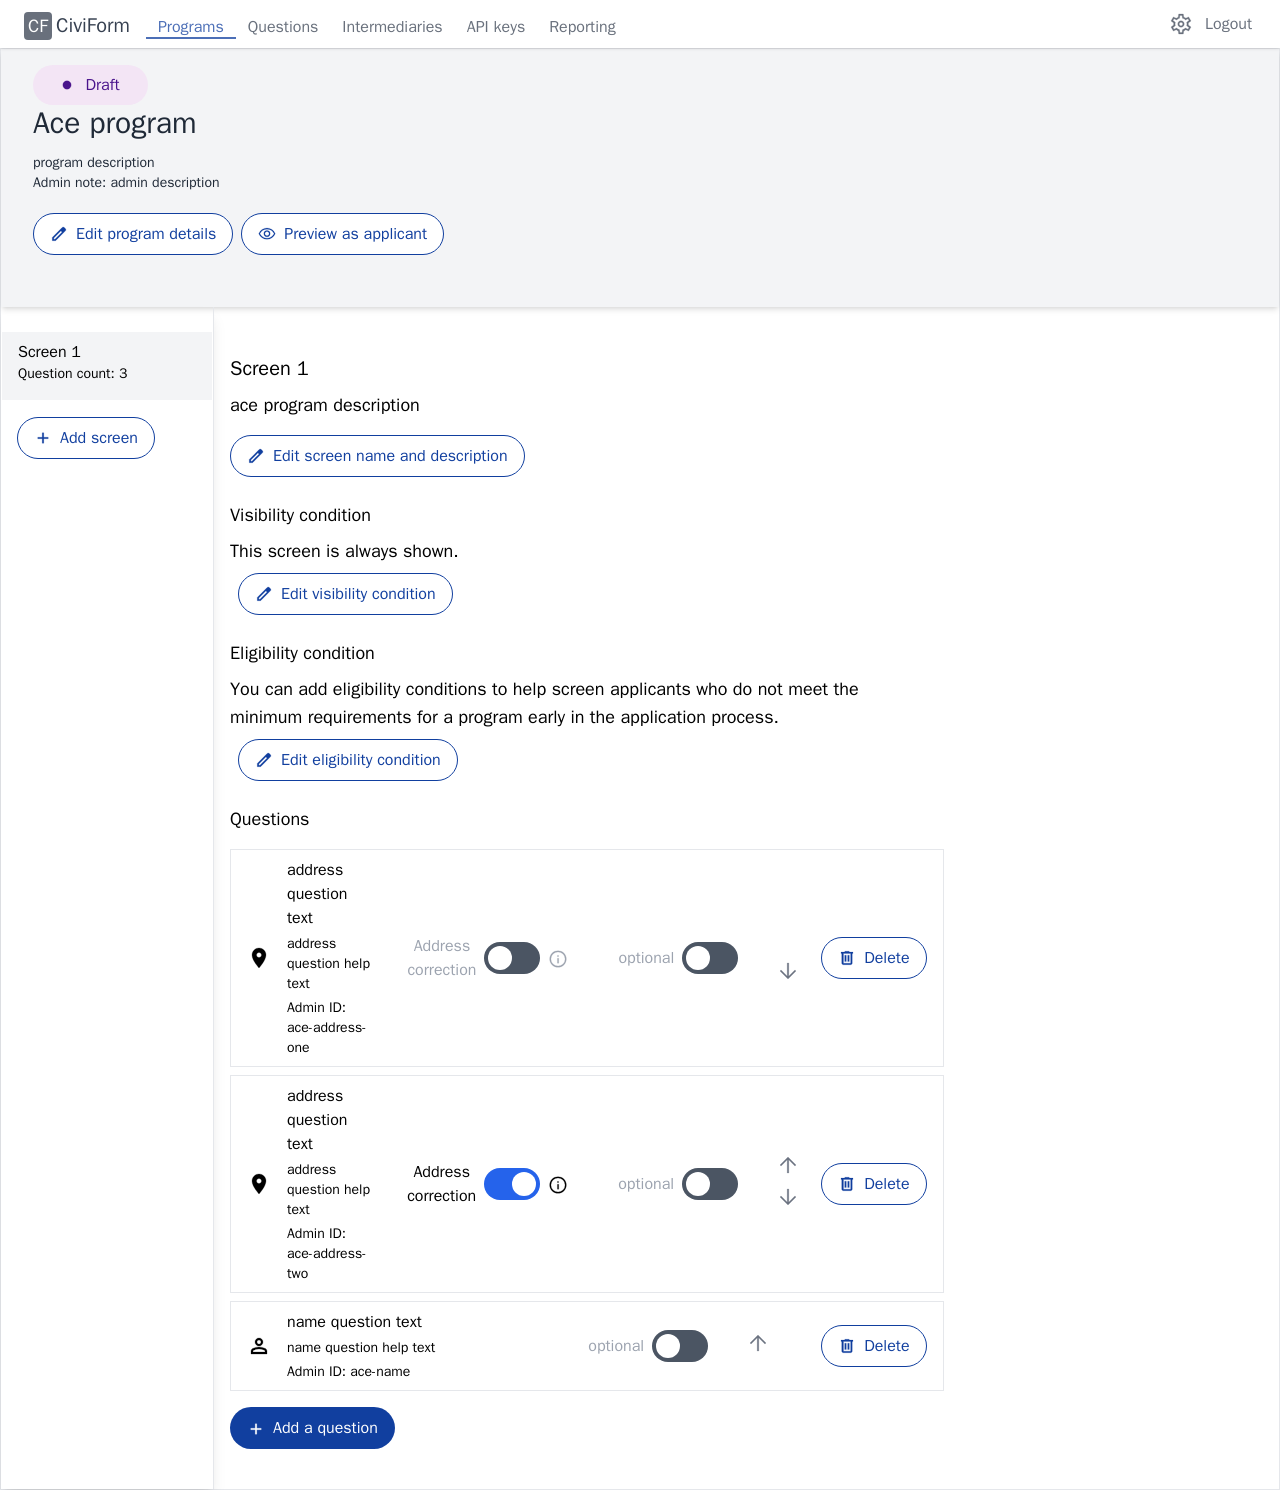 CF CiviForm Programs Questions Intermediaries API keys Reporting Logout
Draft
Ace program
program description
Admin note: admin description
Edit program details Preview as applicant
Screen 1
Question count: 3
Add screen
Screen 1
ace program description
Edit screen name and description
Visibility condition
This screen is always shown.
Edit visibility condition
Eligibility condition
You can add eligibility conditions to help screen applicants who do not meet the
minimum requirements for a program early in the application process.
Edit eligibility condition
Questions
address
question
text
address
question help
text
Admin ID:
ace-address-
one
Address
correction
optional
Delete
address
question
text
address
question help
text
Admin ID:
ace-address-
two
Address
correction
optional
Delete
name question text
name question help text
Admin ID: ace-name
optional
Delete
Add a question